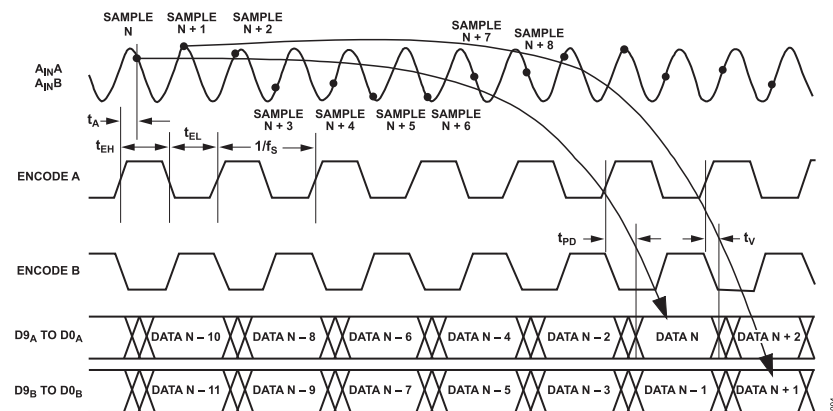 SAMPLE
N
SAMPLE
N + 1
SAMPLE
N + 2
SAMPLE
N + 7
SAMPLE
N + 8
AINA
AINB
SAMPLE
N + 3
SAMPLE
N + 4
SAMPLE
N + 5
SAMPLE
N + 6
tA
tEH
tEL
1/fS
ENCODE A
tPD
tV
ENCODE B
D9A TO D0A
DATA N – 10
DATA N – 8
DATA N – 6
DATA N – 4
DATA N – 2
DATA N
DATA N + 2
D9B TO D0B
DATA N – 11
DATA N – 9
DATA N – 7
DATA N – 5
DATA N – 3
DATA N – 1
DATA N + 1